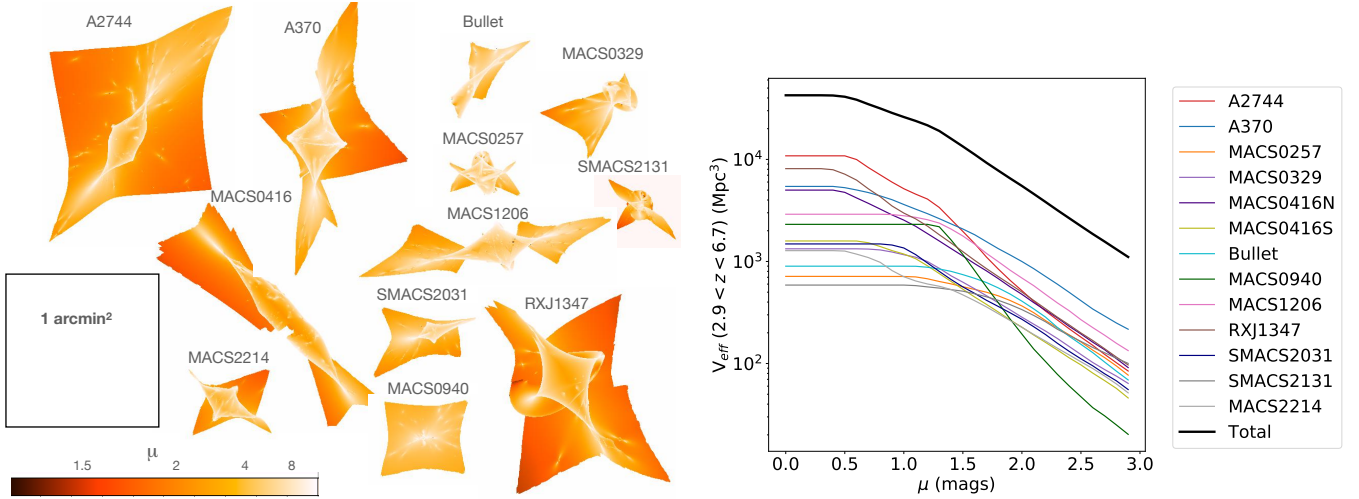 A2744
A370
Bullet
MACS0329
MACS0257
SMACS2131
MACS0416
MACS1206
1 arcmin²
SMACS2031
RXJ1347
MACS2214
MACS0940
μ
1.5 2 4 8
V_eff (2.9 < z < 6.7) (Mpc³)
10⁴
10³
10²
0.0 0.5 1.0 1.5 2.0 2.5 3.0
μ (mags)
A2744
A370
MACS0257
MACS0329
MACS0416N
MACS0416S
Bullet
MACS0940
MACS1206
RXJ1347
SMACS2031
SMACS2131
MACS2214
Total